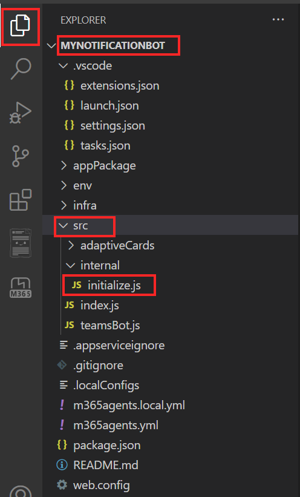 EXPLORER ...
MYNOTIFICATIONBOT
.vscode
{} extensions.json
{} launch.json
{} settings.json
{} tasks.json
appPackage
env
infra
src
adaptiveCards
internal
JS initialize.js
JS index.js
JS teamsBot.js
.appserviceignore
.gitignore
M365
.localConfigs
! m365agents.local.yml
! m365agents.yml
{} package.json
README.md
web.config